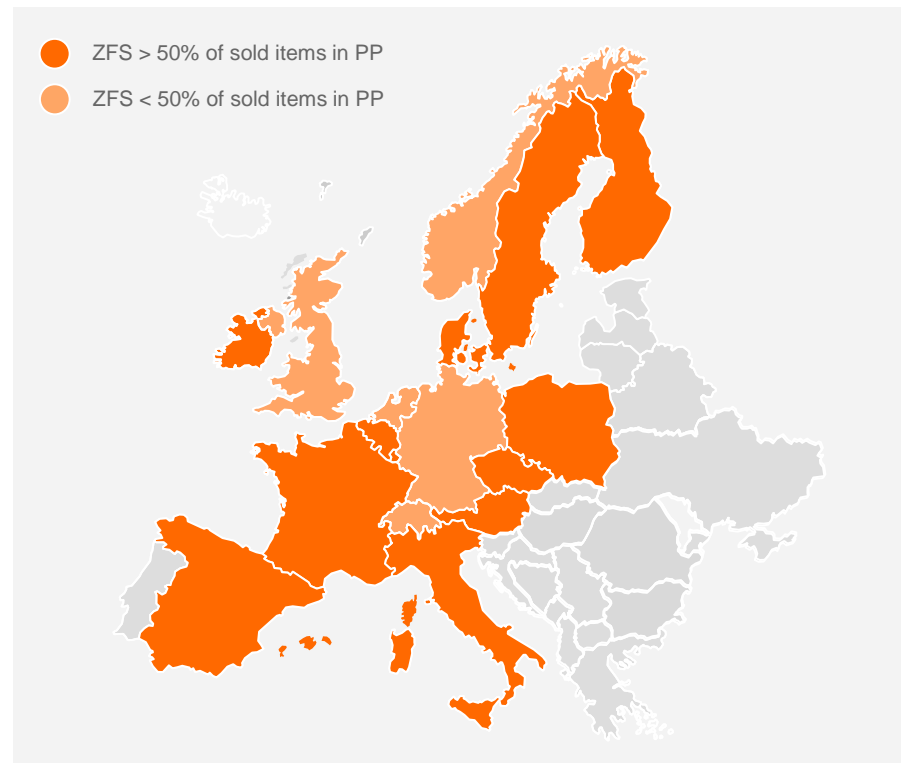 ZFS > 50% of sold items in PP
ZFS < 50% of sold items in PP